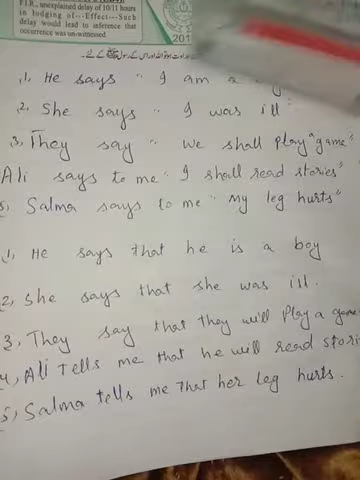 F.I.R., unexplained delay of 10/11 hours
in lodging of---Effect---Such
delay would lead to inference that
occurrence was un-witnessed.
201
1. He says " I am a
2. She says " I was ill
3. They say " we shall play "a game"
Ali says to me "I shall read stories"
5, Salma says to me " My leg hurts"
1, He says that he is a boy
2, she says that she was ill.
3, They say that they will play a game
4, Ali Tells me that he will read stori
5, Salma tells me that her leg hurts.